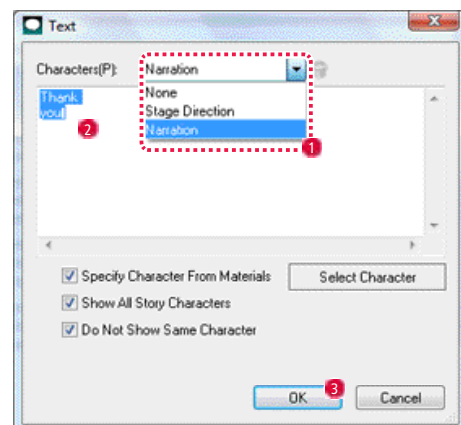 Text
Characters(P): Narration
None
Stage Direction
Narration
1
Thank
you!
2
Specify Character From Materials
Select Character
Show All Story Characters
Do Not Show Same Character
OK
3
Cancel